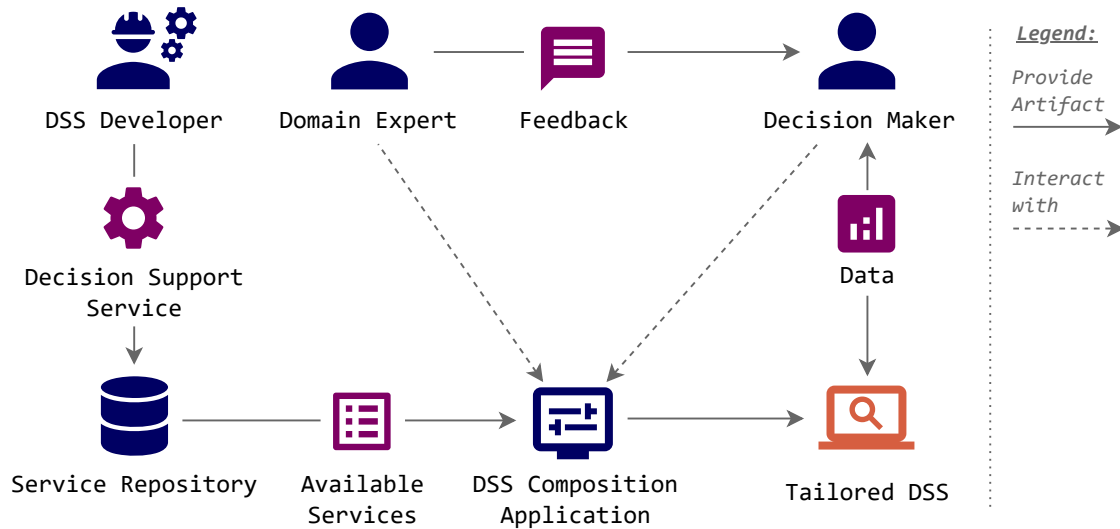 DSS Developer
Domain Expert
Feedback
Decision Maker
Legend:
Provide
Artifact
Interact
with
Decision Support
Service
Data
Service Repository
Available
Services
DSS Composition
Application
Tailored DSS